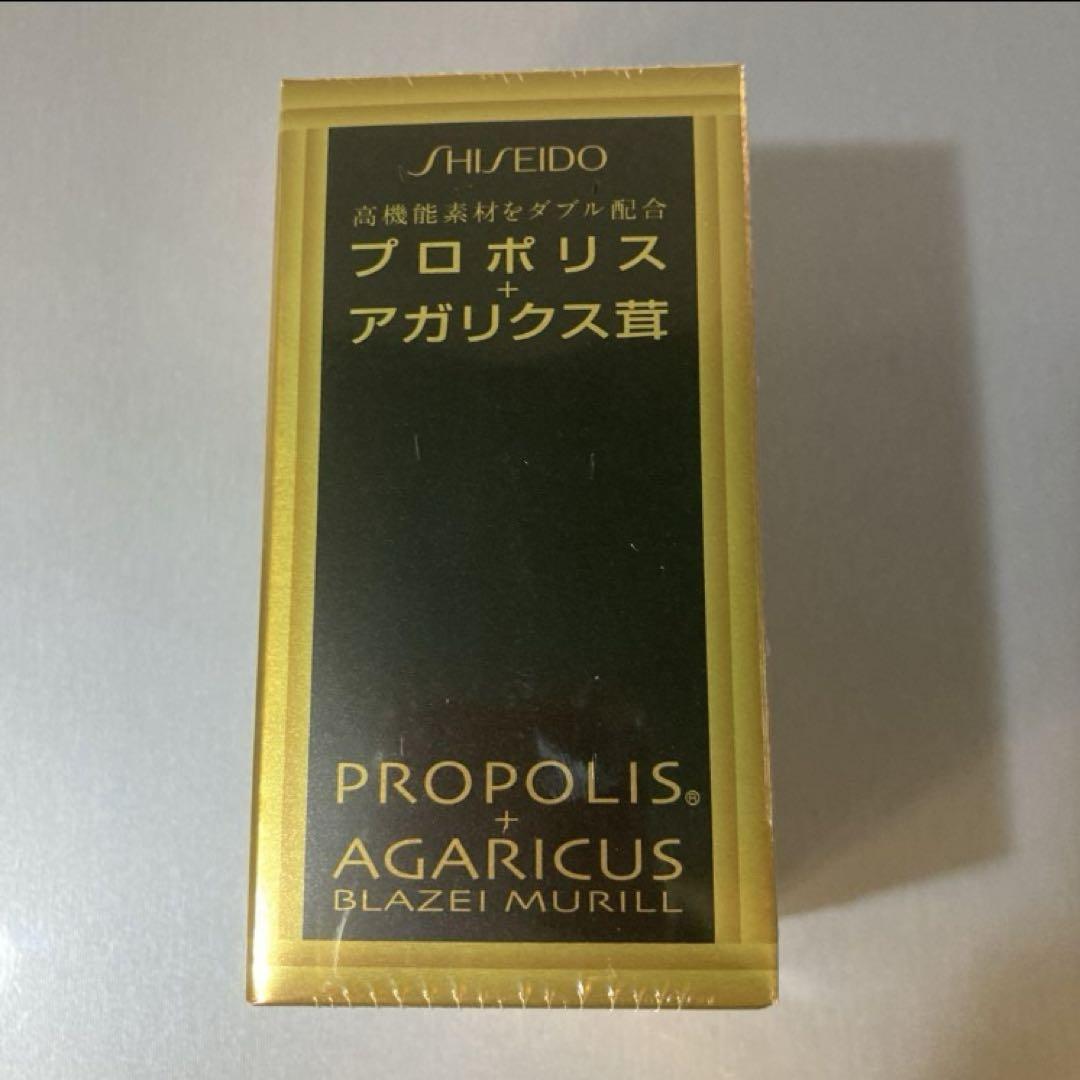 SHISEIDO
高機能素材をダブル配合
プロポリス
+
アガリクス茸
PROPOLIS®
+
AGARICUS
BLAZEI MURILL